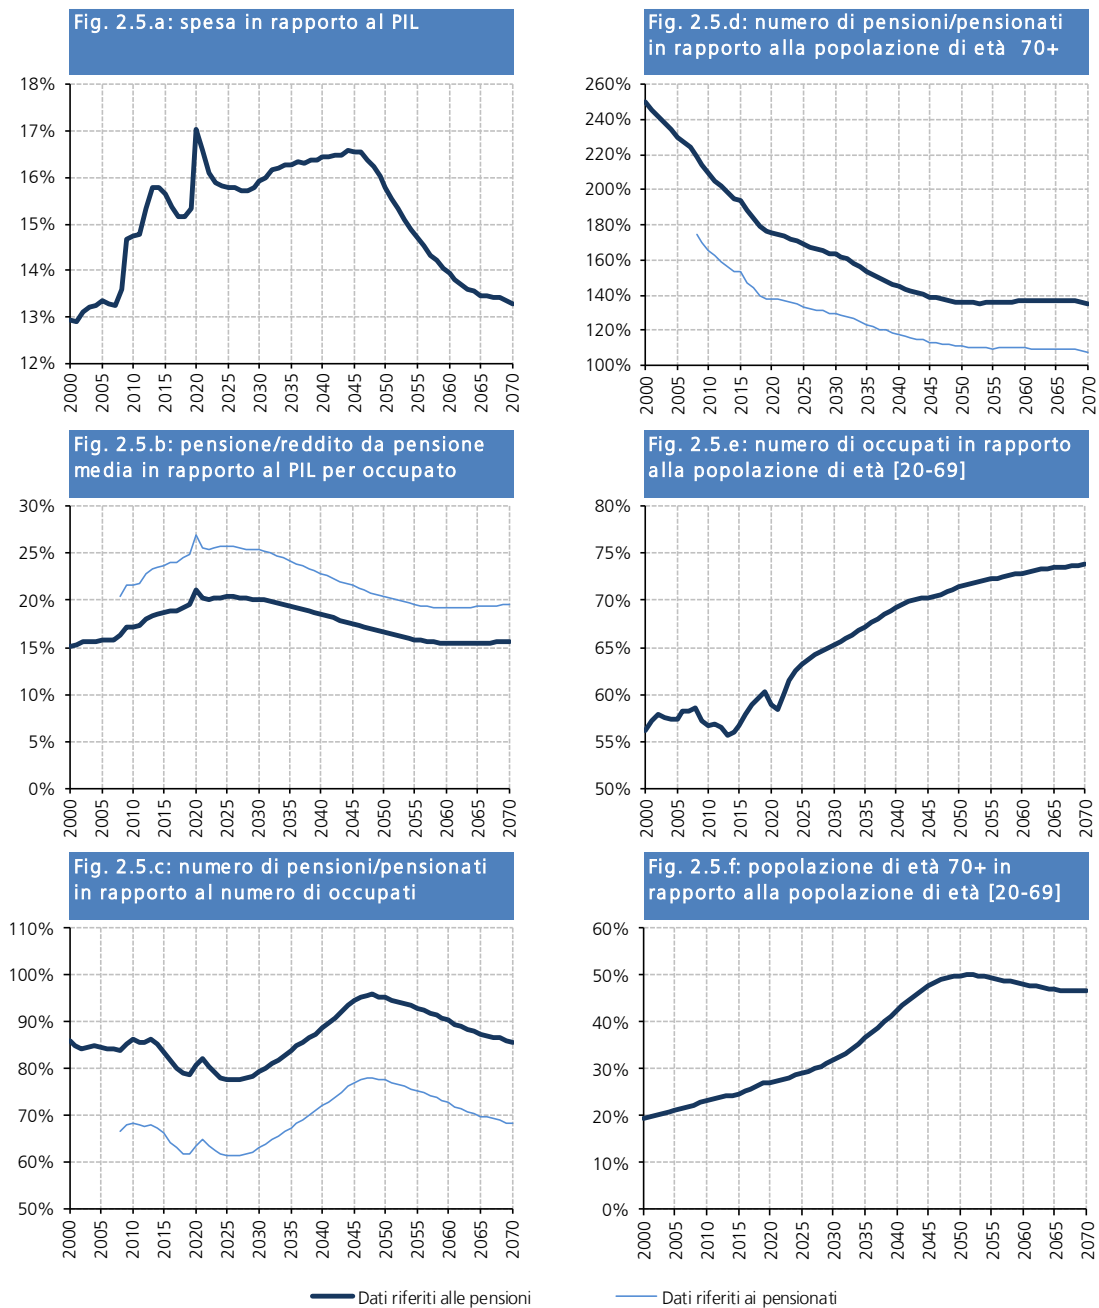 Fig. 2.5.a: spesa in rapporto al PIL
18%
17%
16%
15%
14%
13%
12%
2000 2005 2010 2015 2020 2025 2030 2035 2040 2045 2050 2055 2060 2065 2070
Fig. 2.5.d: numero di pensioni/pensionati
in rapporto alla popolazione di età 70+
260%
240%
220%
200%
180%
160%
140%
120%
100%
2000 2005 2010 2015 2020 2025 2030 2035 2040 2045 2050 2055 2060 2065 2070
Fig. 2.5.b: pensione/reddito da pensione
media in rapporto al PIL per occupato
30%
25%
20%
15%
10%
5%
0%
2000 2005 2010 2015 2020 2025 2030 2035 2040 2045 2050 2055 2060 2065 2070
Fig. 2.5.e: numero di occupati in rapporto
alla popolazione di età [20-69]
80%
75%
70%
65%
60%
55%
50%
2000 2005 2010 2015 2020 2025 2030 2035 2040 2045 2050 2055 2060 2065 2070
Fig. 2.5.c: numero di pensioni/pensionati
in rapporto al numero di occupati
110%
100%
90%
80%
70%
60%
50%
2000 2005 2010 2015 2020 2025 2030 2035 2040 2045 2050 2055 2060 2065 2070
Fig. 2.5.f: popolazione di età 70+ in
rapporto alla popolazione di età [20-69]
60%
50%
40%
30%
20%
10%
0%
2000 2005 2010 2015 2020 2025 2030 2035 2040 2045 2050 2055 2060 2065 2070
Dati riferiti alle pensioni
Dati riferiti ai pensionati